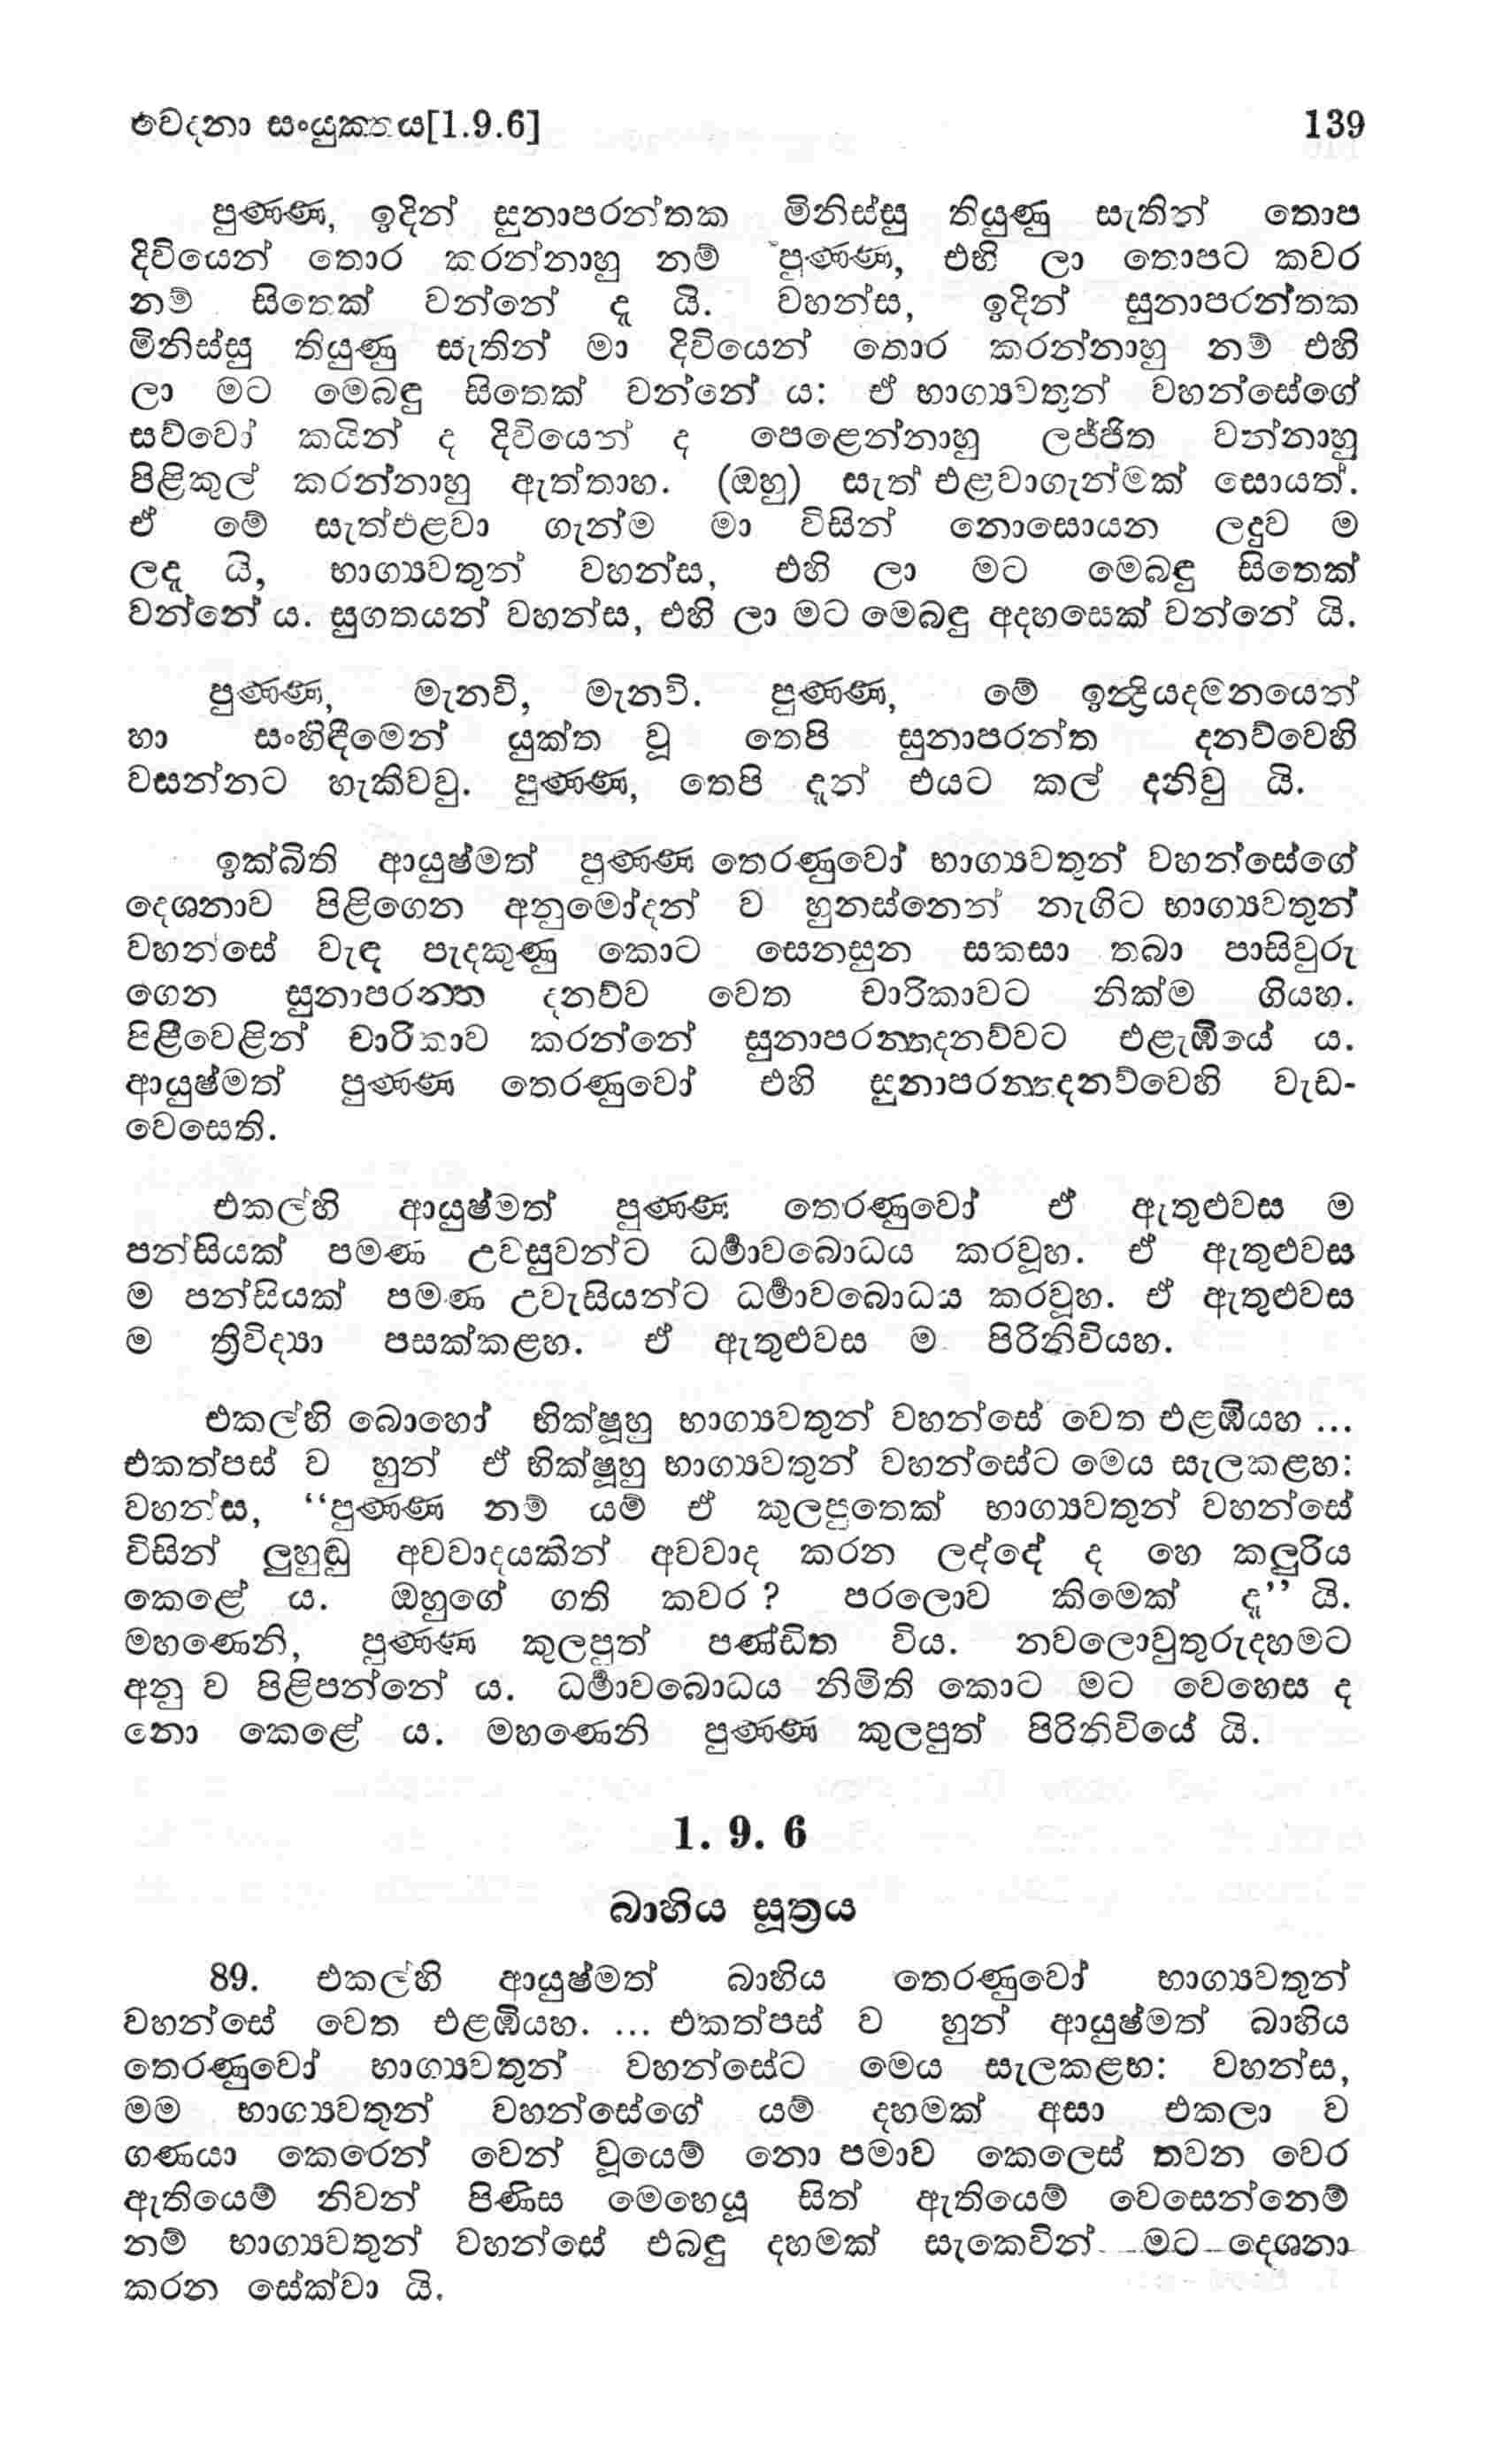 වෙදනා සංයුක්තය[1.9.6] 139
පුණ්ණ, ඉදින් සුනාපරන්තක මිනිස්සු තියුණු සැතින් තොප
දිවියෙන් තොර කරන්නාහු නම් පුණ්ණ, එහි ලා තොපට කවර
නම් සිතෙක් වන්නේ දැ යි. වහන්ස, ඉදින් සුනාපරන්තක
මිනිස්සු තියුණු සැතින් මා දිවියෙන් තොර කරන්නාහු නම් එහි
ලා මට මෙබඳු සිතෙක් වන්නේ ය: ඒ භාග්‍යවතුන් වහන්සේගේ
සව්වෝ කයින් ද දිවියෙන් ද පෙළෙන්නාහු ලජ්ජිත වන්නාහු
පිළිකුල් කරන්නාහු ඇත්තාහ. (ඔහු) සැත් එළවාගැන්මක් සොයත්.
ඒ මේ සැත්එළවා ගැන්ම මා විසින් නොසොයන ලදුව ම
ලදැ යි, භාග්‍යවතුන් වහන්ස, එහි ලා මට මෙබඳු සිතෙක්
වන්නේ ය. සුගතයන් වහන්ස, එහි ලා මට මෙබඳු අදහසෙක් වන්නේ යි.
පුණ්ණ, මැනවි, මැනවි. පුණ්ණ, මේ ඉන්ද්‍රියදමනයෙන්
හා සංහිඳීමෙන් යුක්ත වූ තෙපි සුනාපරන්ත දනව්වෙහි
වසන්නට හැකිවවු. පුණ්ණ, තෙපි දැන් එයට කල් දනිවු යි.
ඉක්බිති ආයුෂ්මත් පුණ්ණ තෙරණුවෝ භාග්‍යවතුන් වහන්සේගේ
දෙශනාව පිළිගෙන අනුමෝදන් ව හුනස්නෙන් නැගිට භාග්‍යවතුන්
වහන්සේ වැඳ පැදකුණු කොට සෙනසුන සකසා තබා පාසිවුරු
ගෙන සුනාපරන්ත දනව්ව වෙත චාරිකාවට නික්ම ගියහ.
පිළිවෙළින් චාරිකාව කරන්නේ සුනාපරන්තදනව්වට එළැඹියේ ය.
ආයුෂ්මත් පුණ්ණ තෙරණුවෝ එහි සුනාපරන්තදනව්වෙහි වැඩ-
වෙසෙති.
එකල්හි ආයුෂ්මත් පුණ්ණ තෙරණුවෝ ඒ ඇතුළුවස ම
පන්සියක් පමණ උවසුවන්ට ධර්‍මාවබොධය කරවූහ. ඒ ඇතුළුවස
ම පන්සියක් පමණ උවැසියන්ට ධර්‍මාවබොධය කරවූහ. ඒ ඇතුළුවස
ම ත්‍රිවිද්‍යා පසක්කළහ. ඒ ඇතුළුවස ම පිරිනිවියහ.
එකල්හි බොහෝ භික්ෂූහු භාග්‍යවතුන් වහන්සේ වෙත එළඹියහ ...
එකත්පස් ව හුන් ඒ භික්ෂූහු භාග්‍යවතුන් වහන්සේට මෙය සැලකළහ:
වහන්ස, “පුණ්ණ නම් යම් ඒ කුලපුතෙක් භාග්‍යවතුන් වහන්සේ
විසින් ලුහුඬු අවවාදයකින් අවවාද කරන ලද්දේ ද හෙ කලුරිය
කෙළේ ය. ඔහුගේ ගති කවර ? පරලොව කිමෙක් දැ” යි.
මහණෙනි, පුණ්ණ කුලපුත් පණ්ඩිත විය. නවලොවුතුරුදහමට
අනු ව පිළිපන්නේ ය. ධර්‍මාවබොධය නිමිති කොට මට වෙහෙස ද
නො කෙළේ ය. මහණෙනි පුණ්ණ කුලපුත් පිරිනිවියේ යි.
1. 9. 6
බාහිය සූත්‍රය
89. එකල්හි ආයුෂ්මත් බාහිය තෙරණුවෝ භාග්‍යවතුන්
වහන්සේ වෙත එළඹියහ. ... එකත්පස් ව හුන් ආයුෂ්මත් බාහිය
තෙරණුවෝ භාග්‍යවතුන් වහන්සේට මෙය සැලකළහ: වහන්ස,
මම භාග්‍යවතුන් වහන්සේගේ යම් දහමක් අසා එකලා ව
ගණයා කෙරෙන් වෙන් වූයෙම් නො පමාව කෙලෙස් තවන වෙර
ඇතියෙම් නිවන් පිණිස මෙහෙයූ සිත් ඇතියෙම් වෙසෙන්නෙම්
නම් භාග්‍යවතුන් වහන්සේ එබඳු දහමක් සැකෙවින් මට දෙශනා
කරන සේක්වා යි.